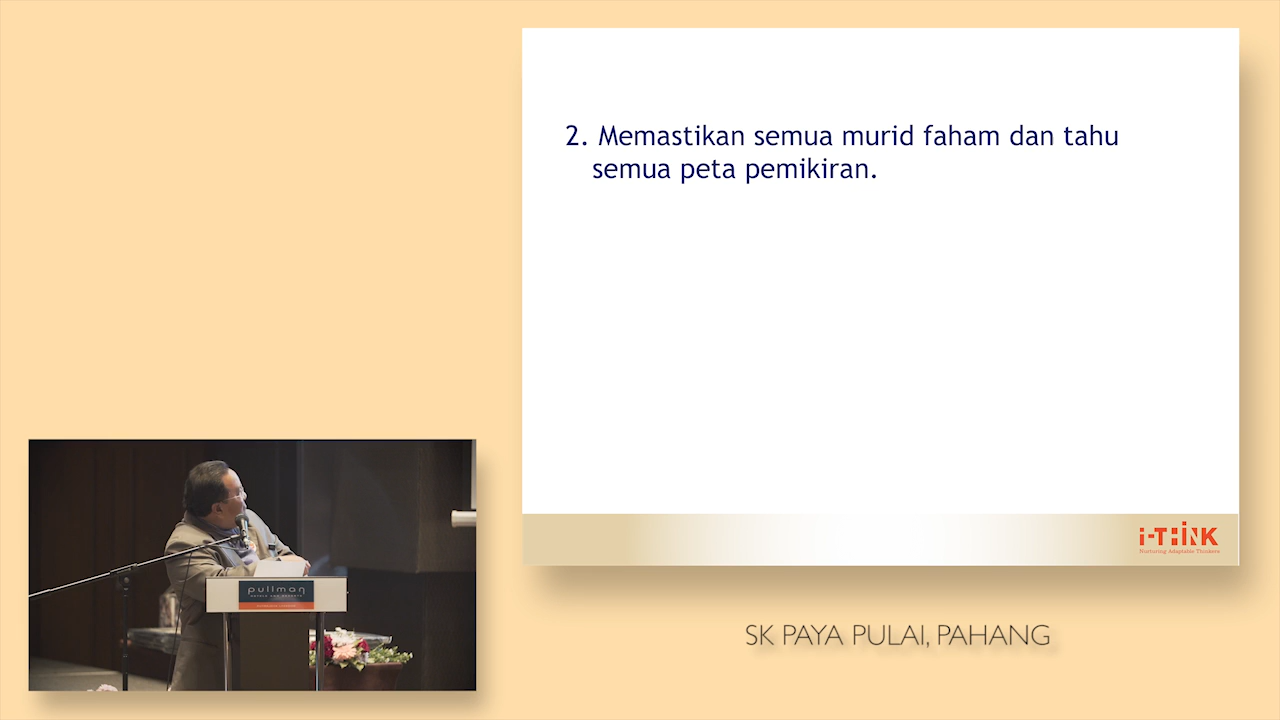 2. Memastikan semua murid faham dan tahu
semua peta pemikiran.
i-THiNK
Nurturing Adaptable Thinkers
SK PAYA PULAI, PAHANG
pullman